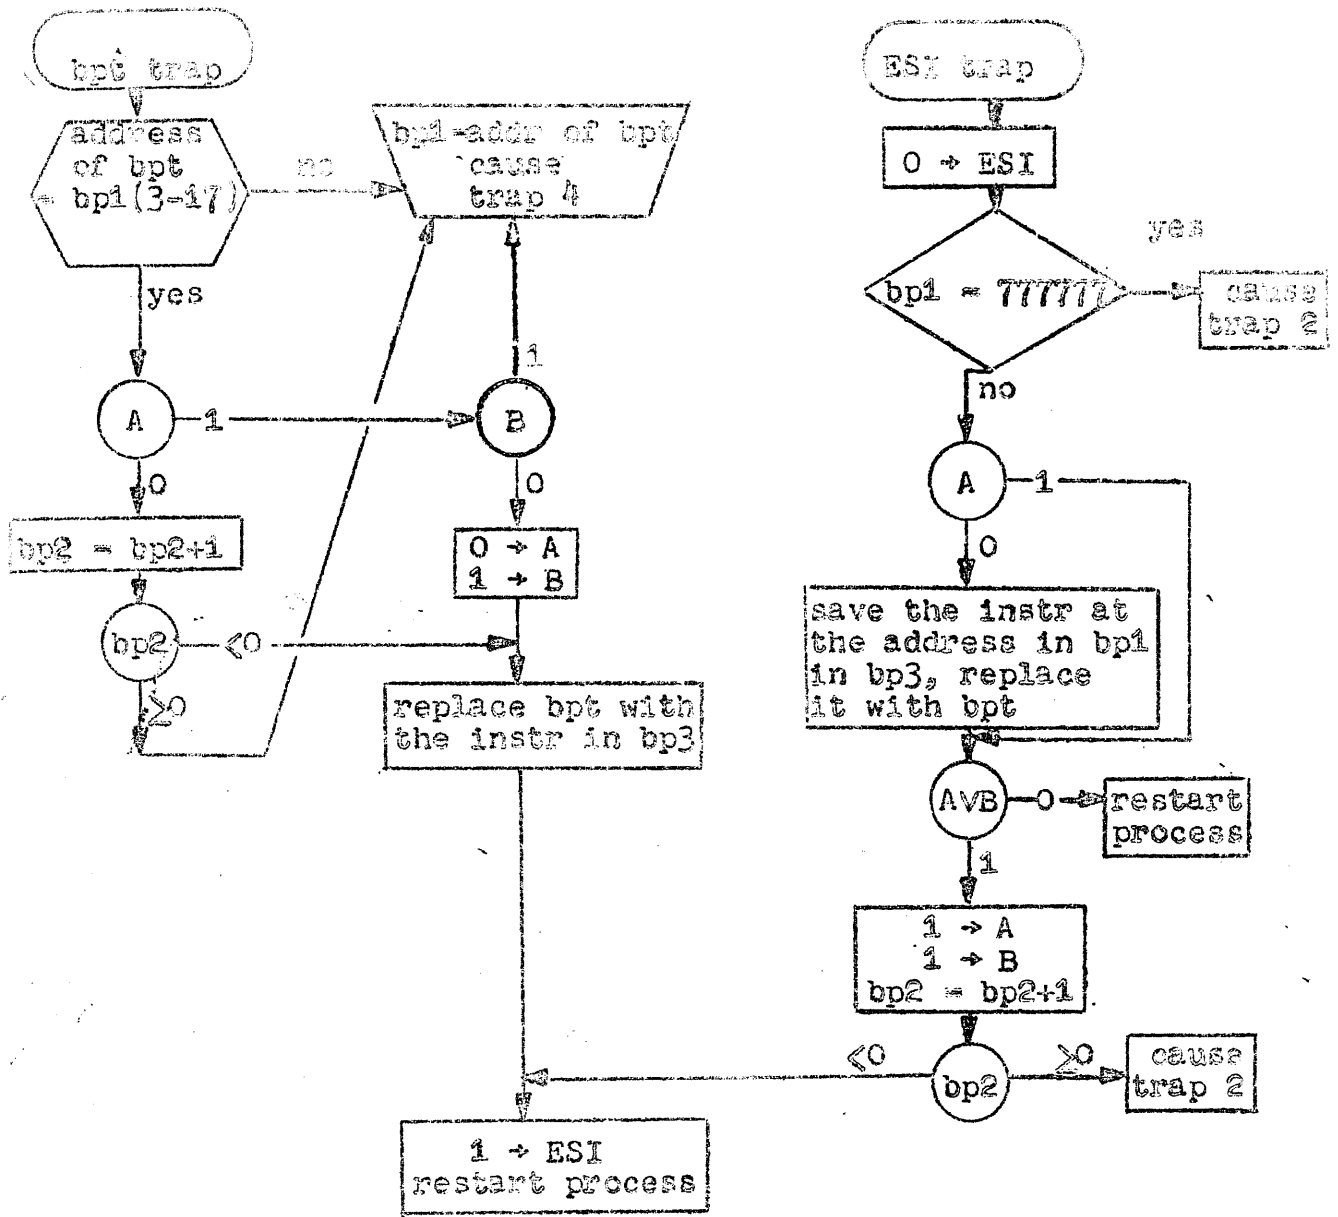 bpt trap
address
of bpt
= bp1(3-17)
no
bp1=addr of bpt
cause
trap 4
yes
A
1
B
1
0
bp2 = bp2+1
0
0 → A
1 → B
bp2
<0
≥0
replace bpt with
the instr in bp3
1 → ESI
restart process
ESI trap
0 → ESI
bp1 = 777777
yes
cause
trap 2
no
A
1
0
save the instr at
the address in bp1
in bp3, replace
it with bpt
A∨B
0
restart
process
1
1 → A
1 → B
bp2 = bp2+1
bp2
<0
≥0
cause
trap 2